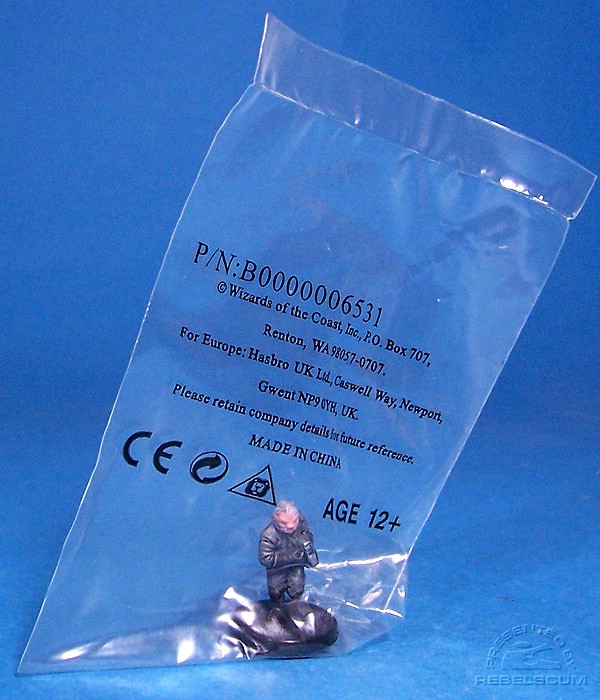 P/N:B0000006531
© Wizards of the Coast, Inc., P.O. Box 707,
Renton, WA 98057-0707.
For Europe: Hasbro UK Ltd., Caswell Way, Newport,
Gwent NP9 0YH, UK.
Please retain company details for future reference.
MADE IN CHINA
CE
AGE 12+
PRESENTED BY
REBELSCUM